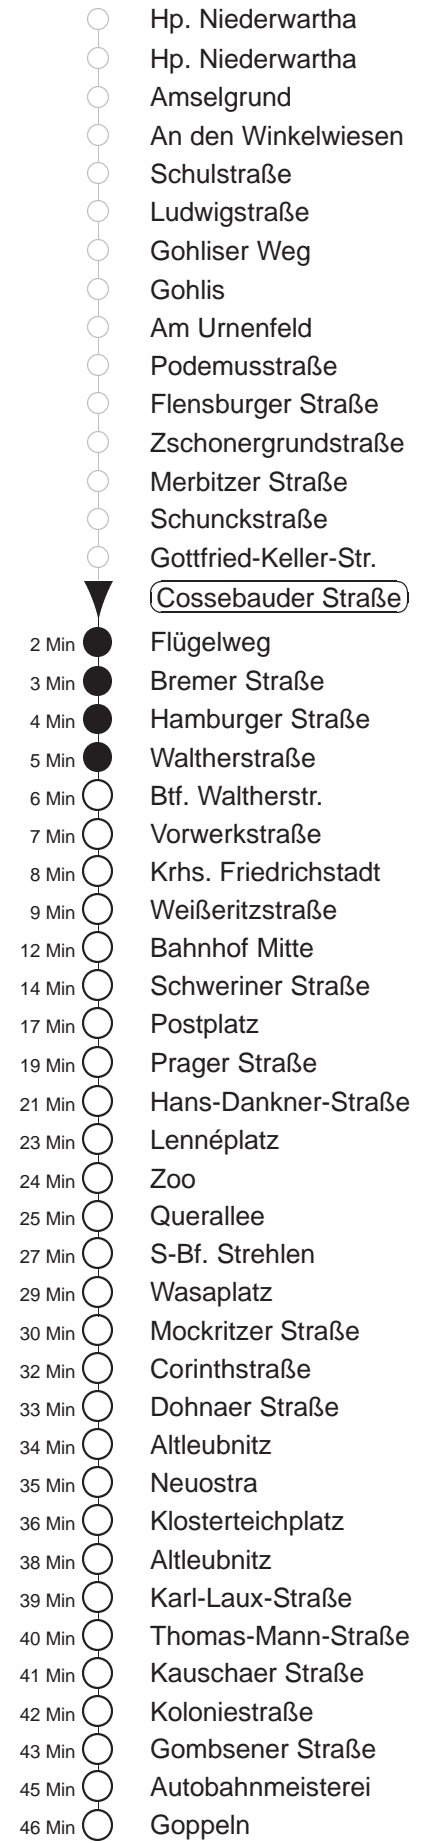 Hp. Niederwartha
Hp. Niederwartha
Amselgrund
An den Winkelwiesen
Schulstraße
Ludwigstraße
Gohliser Weg
Gohlis
Am Urnenfeld
Podemusstraße
Flensburger Straße
Zschonergrundstraße
Merbitzer Straße
Schunckstraße
Gottfried-Keller-Str.
Cossebauder Straße
2 Min Flügelweg
3 Min Bremer Straße
4 Min Hamburger Straße
5 Min Waltherstraße
6 Min Btf. Waltherstr.
7 Min Vorwerkstraße
8 Min Krhs. Friedrichstadt
9 Min Weißeritzstraße
12 Min Bahnhof Mitte
14 Min Schweriner Straße
17 Min Postplatz
19 Min Prager Straße
21 Min Hans-Dankner-Straße
23 Min Lennéplatz
24 Min Zoo
25 Min Querallee
27 Min S-Bf. Strehlen
29 Min Wasaplatz
30 Min Mockritzer Straße
32 Min Corinthstraße
33 Min Dohnaer Straße
34 Min Altleubnitz
35 Min Neuostra
36 Min Klosterteichplatz
38 Min Altleubnitz
39 Min Karl-Laux-Straße
40 Min Thomas-Mann-Straße
41 Min Kauschaer Straße
42 Min Koloniestraße
43 Min Gombsener Straße
45 Min Autobahnmeisterei
46 Min Goppeln